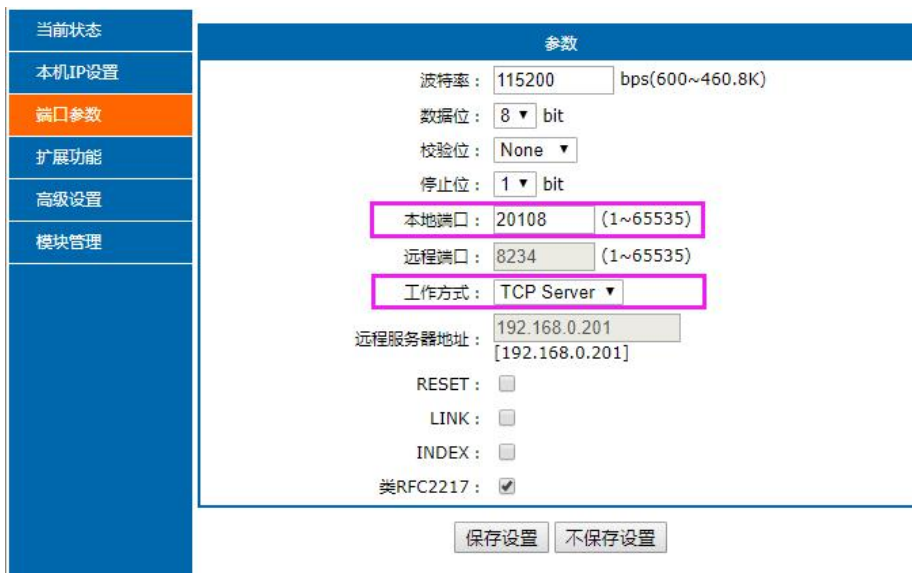 当前状态
本机IP设置
端口参数
扩展功能
高级设置
模块管理
参数
波特率： 115200 bps(600~460.8K)
数据位： 8 bit
校验位： None
停止位： 1 bit
本地端口： 20108 (1~65535)
远程端口： 8234 (1~65535)
工作方式： TCP Server
远程服务器地址： 192.168.0.201
[192.168.0.201]
RESET：
LINK：
INDEX：
类RFC2217：
保存设置 不保存设置